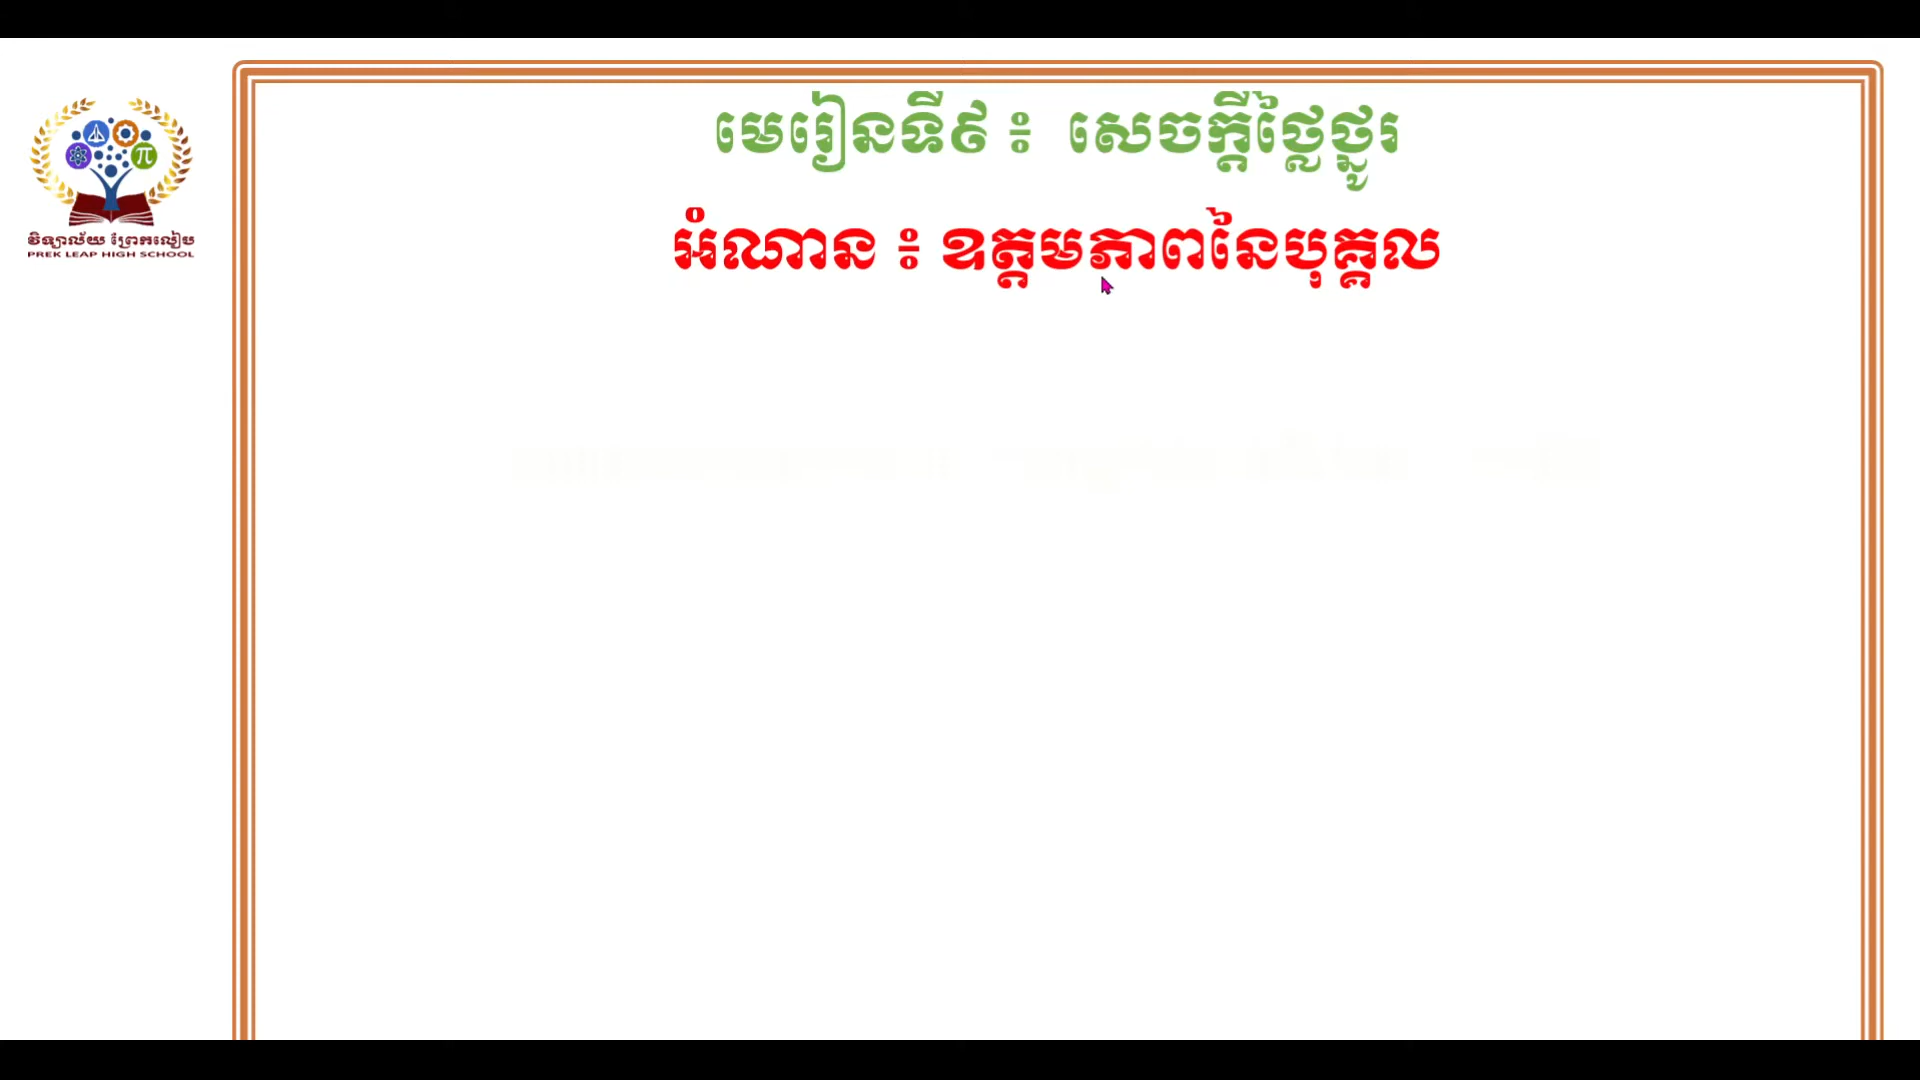 មេរៀនទី៩ ៖ សេចក្ដីថ្លៃថ្នូរ
អំណាន ៖ ឧត្តមភាពនៃបុគ្គល
វិទ្យាល័យ ព្រែកលៀប
PREK LEAP HIGH SCHOOL